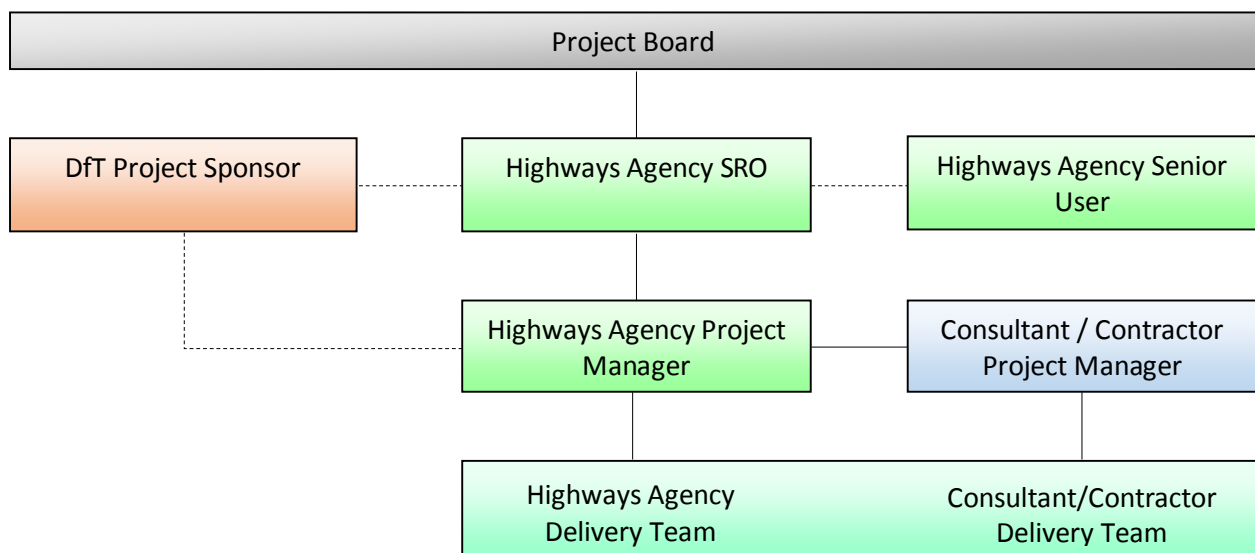 Project Board
DfT Project Sponsor
Highways Agency SRO
Highways Agency Senior
User
Highways Agency Project
Manager
Consultant / Contractor
Project Manager
Highways Agency
Delivery Team
Consultant/Contractor
Delivery Team